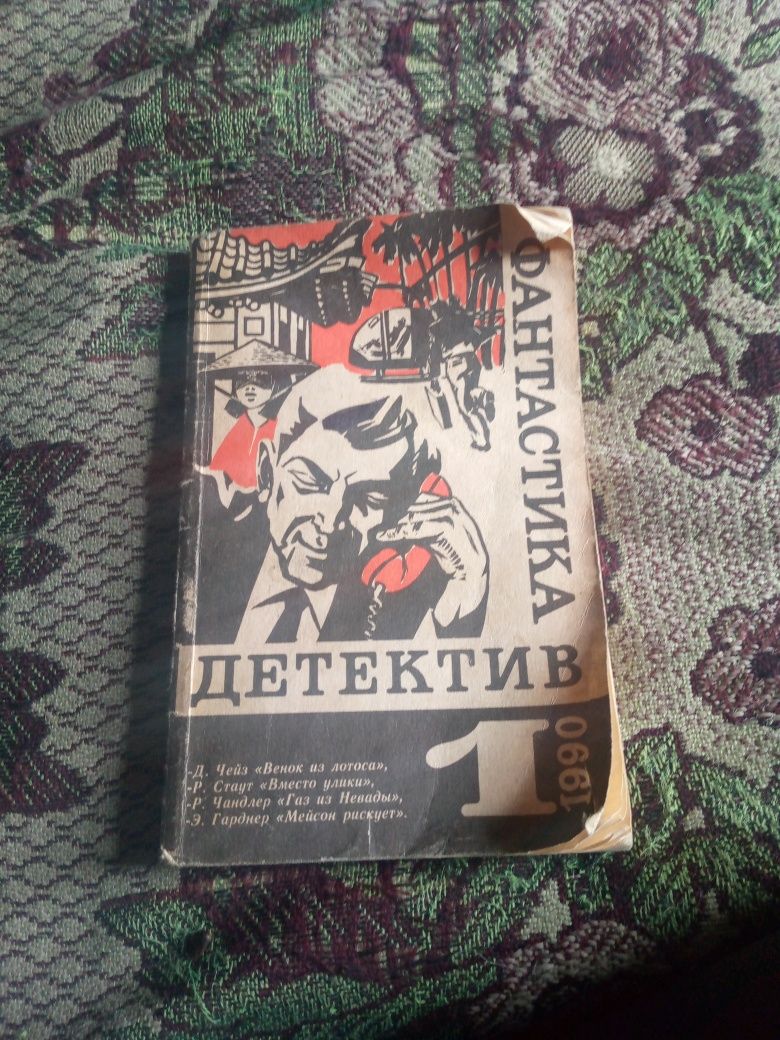 ФАНТАСТИКА
ДЕТЕКТИВ
1
1990
-Д. Чейз «Венок из лотоса»,
-Р. Стаут «Вместо улики»,
-Р. Чандлер «Газ из Невады»,
-Э. Гарднер «Мейсон рискует».